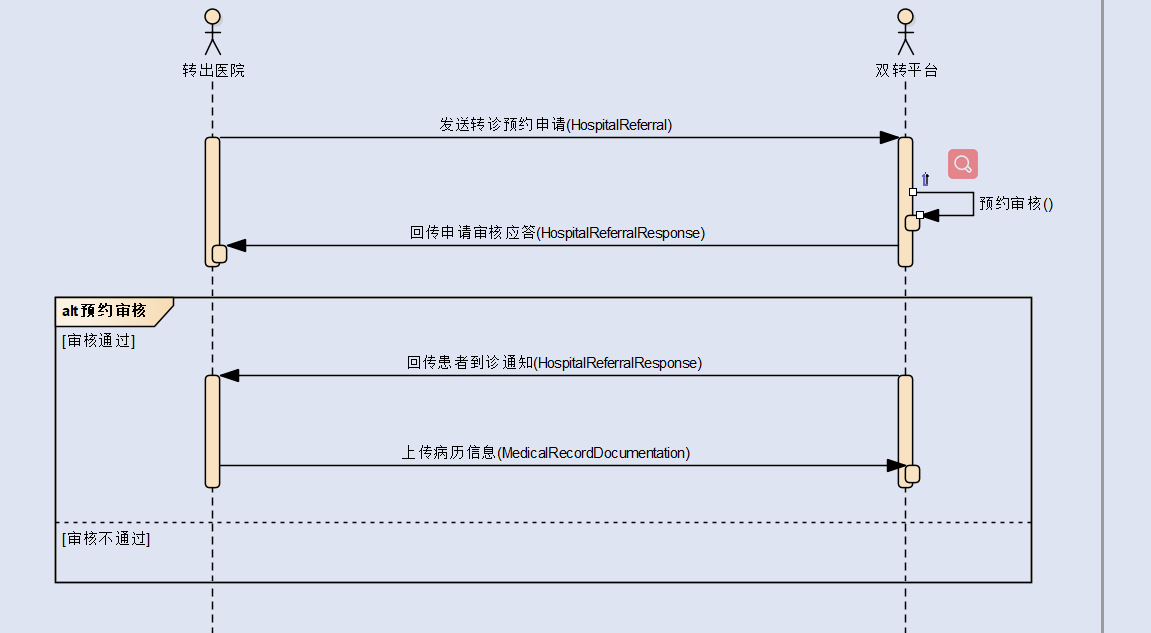 转出医院
双转平台
发送转诊预约申请(HospitalReferral)
预约审核()
回传申请审核应答(HospitalReferralResponse)
alt 预约审核
[审核通过]
回传患者到诊通知(HospitalReferralResponse)
上传病历信息(MedicalRecordDocumentation)
[审核不通过]